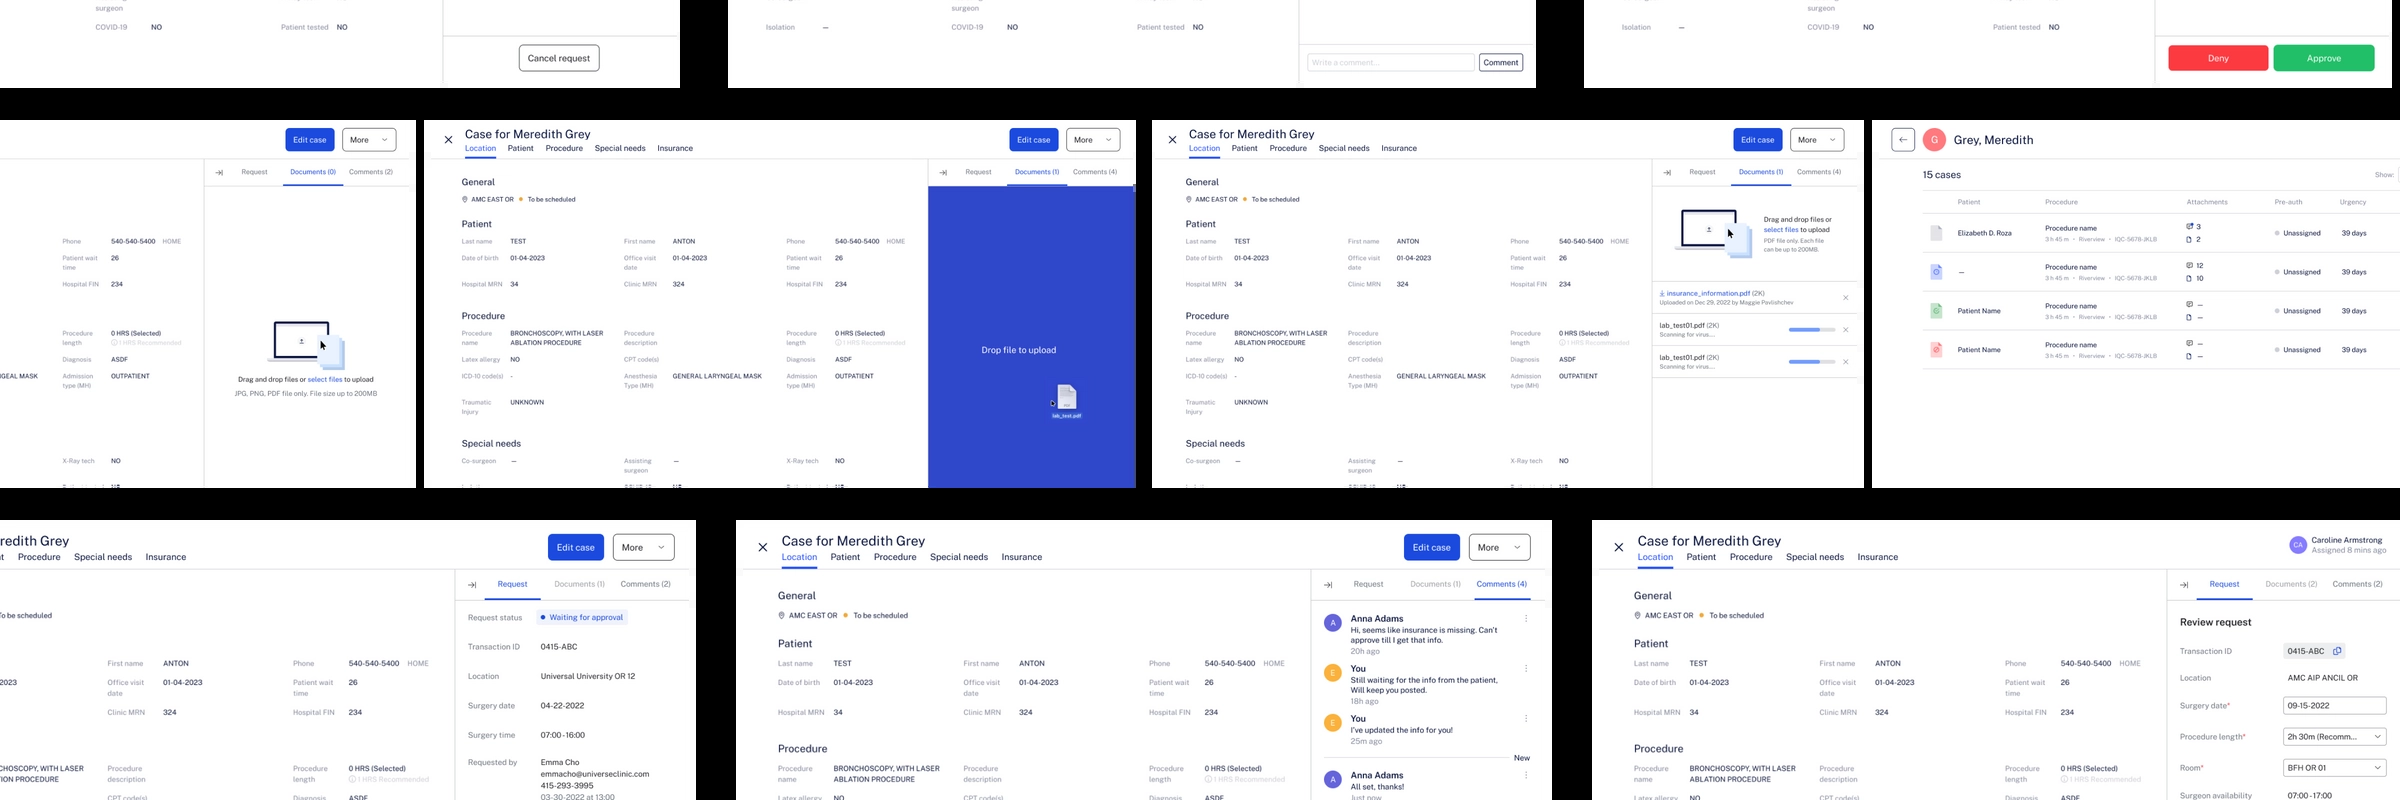 surgeon
COVID-19 NO Patient tested NO
Cancel request
surgeon
Isolation — COVID-19 NO Patient tested NO
Write a comment... Comment
surgeon
Isolation — COVID-19 NO Patient tested NO
Deny Approve
Edit case More
Request Documents (0) Comments (2)
Phone 540-540-5400 HOME
Patient wait time 26
Hospital FIN 234
Procedure length 0 HRS (Selected)
1 HRS Recommended
Diagnosis ASDF
GEAL MASK Admission type (MH) OUTPATIENT
X-Ray tech NO
Drag and drop files or select files to upload
JPG, PNG, PDF file only. File size up to 200MB
Case for Meredith Grey
Edit case More
Location Patient Procedure Special needs Insurance
Request Documents (1) Comments (4)
General
AMC EAST OR To be scheduled
Patient
Last name TEST First name ANTON Phone 540-540-5400 HOME
Date of birth 01-04-2023 Office visit date 01-04-2023 Patient wait time 26
Hospital MRN 34 Clinic MRN 324 Hospital FIN 234
Procedure
Procedure name BRONCHOSCOPY, WITH LASER ABLATION PROCEDURE Procedure description Procedure length 0 HRS (Selected)
1 HRS Recommended
Latex allergy NO CPT code(s) Diagnosis ASDF
ICD-10 code(s) - Anesthesia Type (MH) GENERAL LARYNGEAL MASK Admission type (MH) OUTPATIENT
Traumatic Injury UNKNOWN
Special needs
Co-surgeon — Assisting surgeon — X-Ray tech NO
Drop file to upload
lab_test.pdf
Case for Meredith Grey
Edit case More
Location Patient Procedure Special needs Insurance
Request Documents (1) Comments (4)
General
AMC EAST OR To be scheduled
Patient
Last name TEST First name ANTON Phone 540-540-5400 HOME
Date of birth 01-04-2023 Office visit date 01-04-2023 Patient wait time 26
Hospital MRN 34 Clinic MRN 324 Hospital FIN 234
Procedure
Procedure name BRONCHOSCOPY, WITH LASER ABLATION PROCEDURE Procedure description Procedure length 0 HRS (Selected)
1 HRS Recommended
Latex allergy NO CPT code(s) Diagnosis ASDF
ICD-10 code(s) - Anesthesia Type (MH) GENERAL LARYNGEAL MASK Admission type (MH) OUTPATIENT
Traumatic Injury UNKNOWN
Special needs
Co-surgeon — Assisting surgeon — X-Ray tech NO
Drag and drop files or
select files to upload
PDF file only. Each file
can be up to 200MB.
insurance_information.pdf (2K)
Uploaded on Dec 29, 2022 by Maggie Pavlishchev
lab_test01.pdf (2K)
Scanning for virus...
lab_test01.pdf (2K)
Scanning for virus...
G Grey, Meredith
15 cases Show:
Patient Procedure Attachments Pre-auth Urgency
Elizabeth D. Roza Procedure name 3 Unassigned 39 days
3 h 45 m • Riverview • IQC-5678-JKLB 2
— Procedure name 12 Unassigned 39 days
3 h 45 m • Riverview • IQC-5678-JKLB 10
Patient Name Procedure name — Unassigned 39 days
3 h 45 m • Riverview • IQC-5678-JKLB —
Patient Name Procedure name — Unassigned 39 days
3 h 45 m • Riverview • IQC-5678-JKLB —
redith Grey
Edit case More
t Procedure Special needs Insurance
Request Documents (1) Comments (2)
To be scheduled
First name ANTON Phone 540-540-5400 HOME
2023 Office visit date 01-04-2023 Patient wait time 26
Clinic MRN 324 Hospital FIN 234
CHOSCOPY, WITH LASER
ION PROCEDURE Procedure description Procedure length 0 HRS (Selected)
1 HRS Recommended
CPT code(s) Diagnosis ASDF
Request status Waiting for approval
Transaction ID 0415-ABC
Location Universal University OR 12
Surgery date 04-22-2022
Surgery time 07:00 - 16:00
Requested by Emma Cho
emmacho@universeclinic.com
415-293-3995
03-30-2022 at 13:00
Case for Meredith Grey
Edit case More
Location Patient Procedure Special needs Insurance
Request Documents (1) Comments (4)
General
AMC EAST OR To be scheduled
Patient
Last name TEST First name ANTON Phone 540-540-5400 HOME
Date of birth 01-04-2023 Office visit date 01-04-2023 Patient wait time 26
Hospital MRN 34 Clinic MRN 324 Hospital FIN 234
Procedure
Procedure name BRONCHOSCOPY, WITH LASER ABLATION PROCEDURE Procedure description Procedure length 0 HRS (Selected)
1 HRS Recommended
Latex allergy NO CPT code(s) Diagnosis ASDF
A Anna Adams
Hi, seems like insurance is missing. Can't
approve till I get that info.
20h ago
E You
Still waiting for the info from the patient,
Will keep you posted.
18h ago
E You
I've updated the info for you!
25m ago
New
A Anna Adams
All set, thanks!
Just now
Case for Meredith Grey
CA Caroline Armstrong
Assigned 8 mins ago
Location Patient Procedure Special needs Insurance
Request Documents (2) Comments (2)
General
AMC EAST OR To be scheduled
Patient
Last name TEST First name ANTON Phone 540-540-5400 HOME
Date of birth 01-04-2023 Office visit date 01-04-2023 Patient wait time 26
Hospital MRN 34 Clinic MRN 324 Hospital FIN 234
Procedure
Procedure name BRONCHOSCOPY, WITH LASER ABLATION PROCEDURE Procedure description Procedure length 0 HRS (Selected)
1 HRS Recommended
Latex allergy NO CPT code(s) Diagnosis ASDF
Review request
Transaction ID 0415-ABC
Location AMC AIP ANCIL OR
Surgery date* 09-15-2022
Procedure length* 2h 30m (Recomm...
Room* BFH OR 01
Surgeon availability 07:00 - 17:00